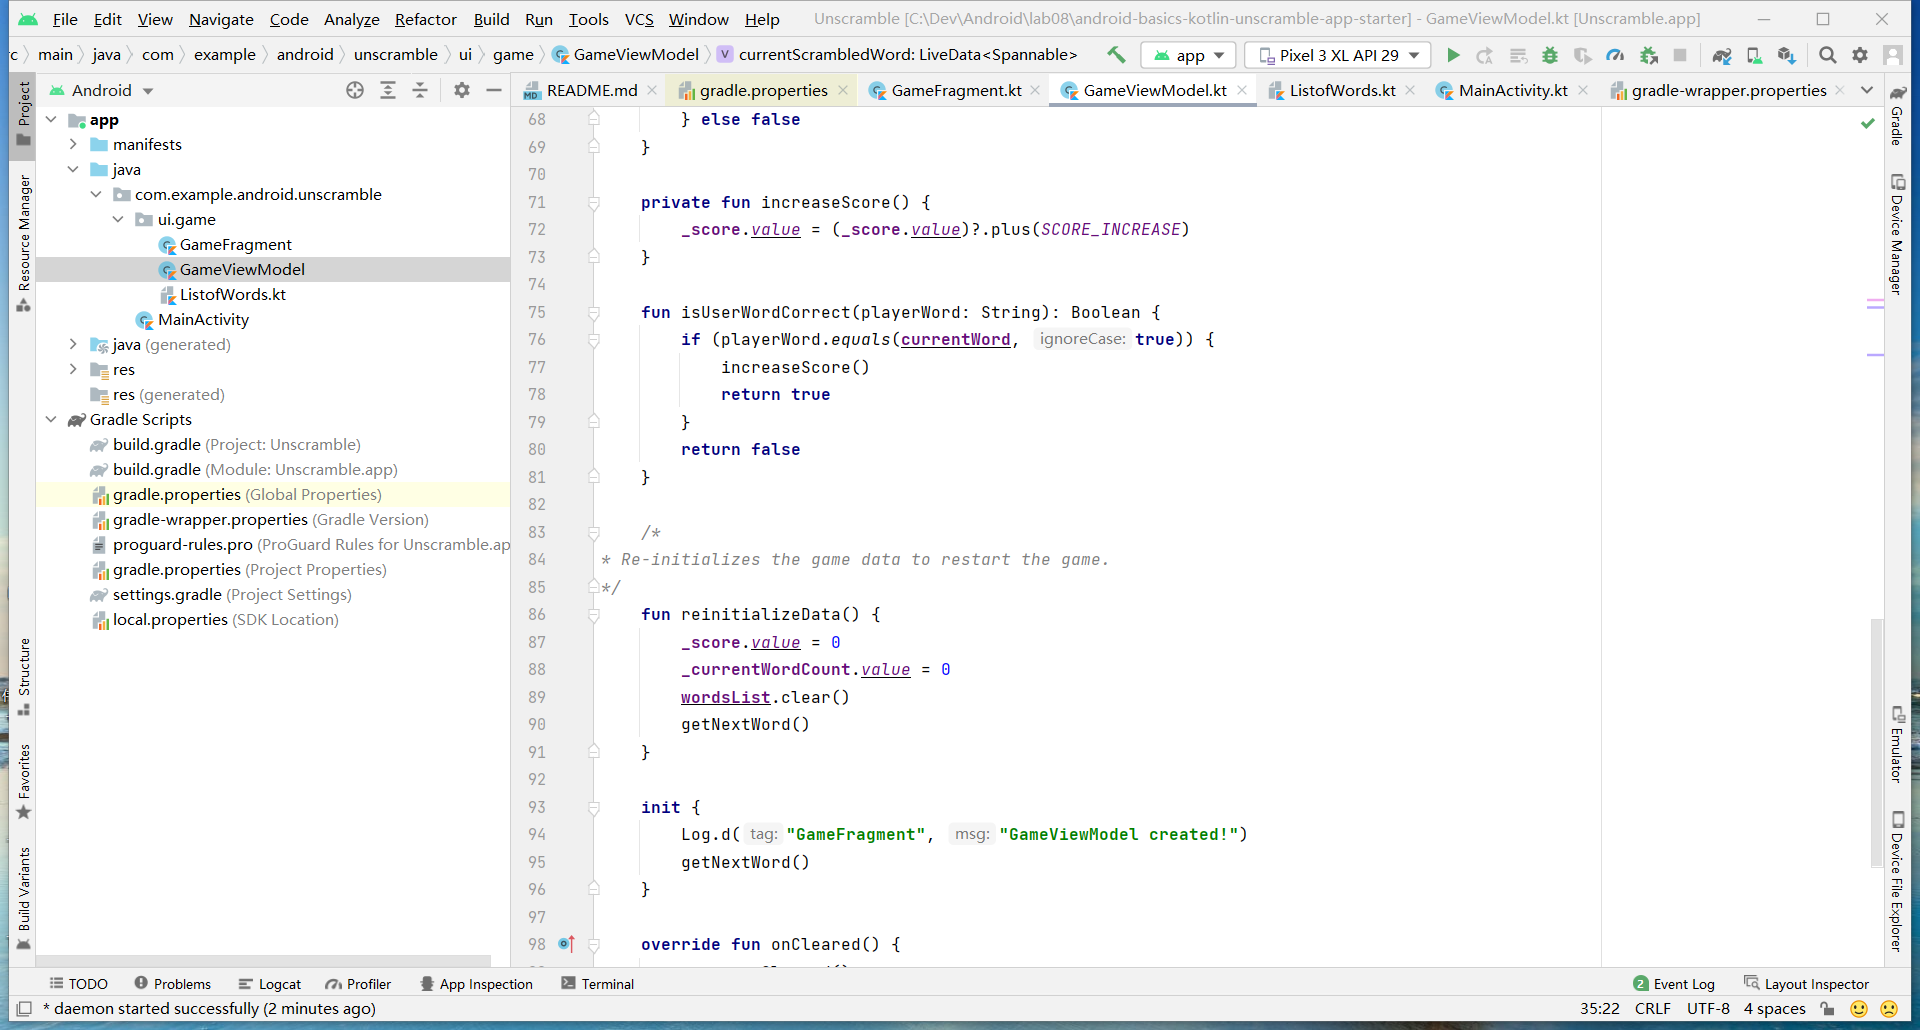 File Edit View Navigate Code Analyze Refactor Build Run Tools VCS Window Help Unscramble [C:\Dev\Android\lab08\android-basics-kotlin-unscramble-app-starter] - GameViewModel.kt [Unscramble.app]
main java com example android unscramble ui game GameViewModel currentScrambledWord: LiveData<Spannable> app Pixel 3 XL API 29
Android
README.md gradle.properties GameFragment.kt GameViewModel.kt ListofWords.kt MainActivity.kt gradle-wrapper.properties
Project
Resource Manager
Structure
Favorites
Build Variants
app
manifests
java
com.example.android.unscramble
ui.game
GameFragment
GameViewModel
ListofWords.kt
MainActivity
java (generated)
res
res (generated)
Gradle Scripts
build.gradle (Project: Unscramble)
build.gradle (Module: Unscramble.app)
gradle.properties (Global Properties)
gradle-wrapper.properties (Gradle Version)
proguard-rules.pro (ProGuard Rules for Unscramble.ap
gradle.properties (Project Properties)
settings.gradle (Project Settings)
local.properties (SDK Location)
68 } else false
69 }
70
71 private fun increaseScore() {
72 _score.value = (_score.value)?.plus(SCORE_INCREASE)
73 }
74
75 fun isUserWordCorrect(playerWord: String): Boolean {
76 if (playerWord.equals(currentWord, ignoreCase: true)) {
77 increaseScore()
78 return true
79 }
80 return false
81 }
82
83 /*
84 * Re-initializes the game data to restart the game.
85 */
86 fun reinitializeData() {
87 _score.value = 0
88 _currentWordCount.value = 0
89 wordsList.clear()
90 getNextWord()
91 }
92
93 init {
94 Log.d( tag: "GameFragment", msg: "GameViewModel created!")
95 getNextWord()
96 }
97
98 override fun onCleared() {
Gradle
Device Manager
Emulator
Device File Explorer
TODO Problems Logcat Profiler App Inspection Terminal 2 Event Log Layout Inspector
* daemon started successfully (2 minutes ago) 35:22 CRLF UTF-8 4 spaces